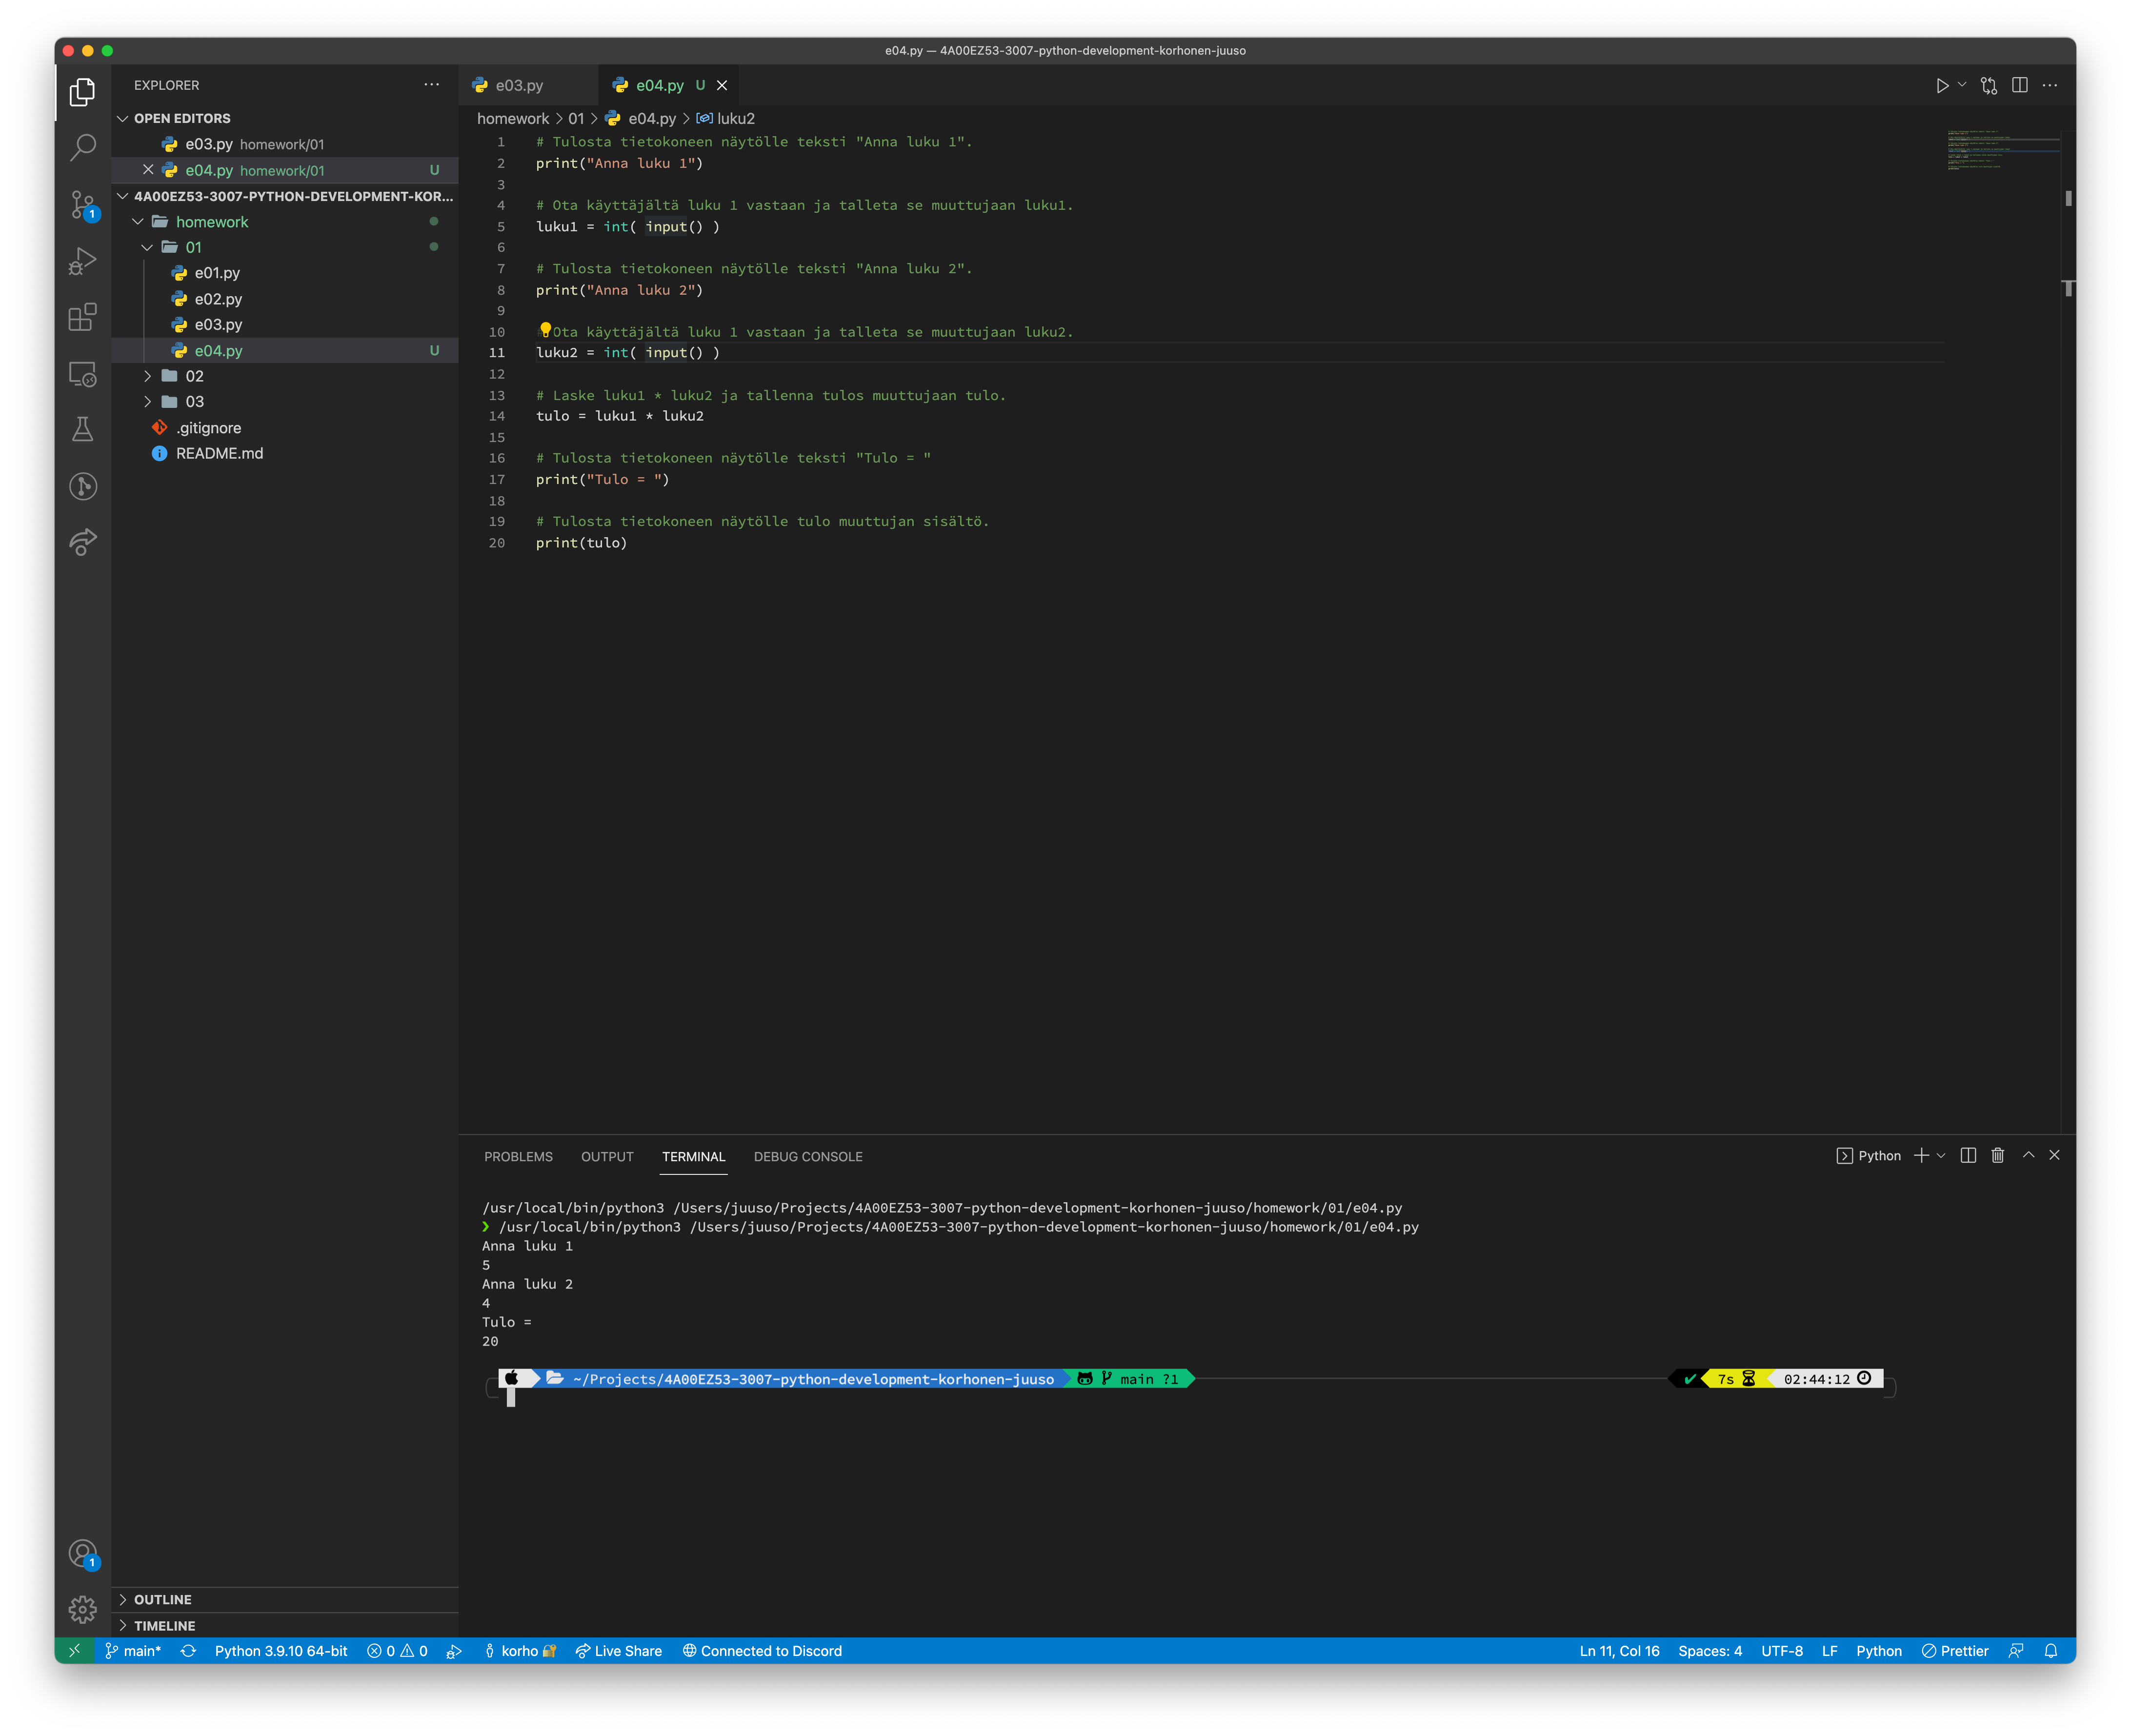 e04.py — 4A00EZ53-3007-python-development-korhonen-juuso
EXPLORER
OPEN EDITORS
e03.py homework/01
e04.py homework/01 U
4A00EZ53-3007-PYTHON-DEVELOPMENT-KOR...
homework
01
e01.py
e02.py
e03.py
e04.py U
02
03
.gitignore
README.md
OUTLINE
TIMELINE
1
1
e03.py
e04.py U
homework > 01 > e04.py > luku2
1 # Tulosta tietokoneen näytölle teksti "Anna luku 1".
2 print("Anna luku 1")
3
4 # Ota käyttäjältä luku 1 vastaan ja talleta se muuttujaan luku1.
5 luku1 = int( input() )
6
7 # Tulosta tietokoneen näytölle teksti "Anna luku 2".
8 print("Anna luku 2")
9
10 Ota käyttäjältä luku 1 vastaan ja talleta se muuttujaan luku2.
11 luku2 = int( input() )
12
13 # Laske luku1 * luku2 ja tallenna tulos muuttujaan tulo.
14 tulo = luku1 * luku2
15
16 # Tulosta tietokoneen näytölle teksti "Tulo = "
17 print("Tulo = ")
18
19 # Tulosta tietokoneen näytölle tulo muuttujan sisältö.
20 print(tulo)
PROBLEMS OUTPUT TERMINAL DEBUG CONSOLE
Python
/usr/local/bin/python3 /Users/juuso/Projects/4A00EZ53-3007-python-development-korhonen-juuso/homework/01/e04.py
❯ /usr/local/bin/python3 /Users/juuso/Projects/4A00EZ53-3007-python-development-korhonen-juuso/homework/01/e04.py
Anna luku 1
5
Anna luku 2
4
Tulo =
20
~/Projects/4A00EZ53-3007-python-development-korhonen-juuso main ?1 ✔ 7s 02:44:12
main* Python 3.9.10 64-bit 0 0 korho Live Share Connected to Discord Ln 11, Col 16 Spaces: 4 UTF-8 LF Python Prettier